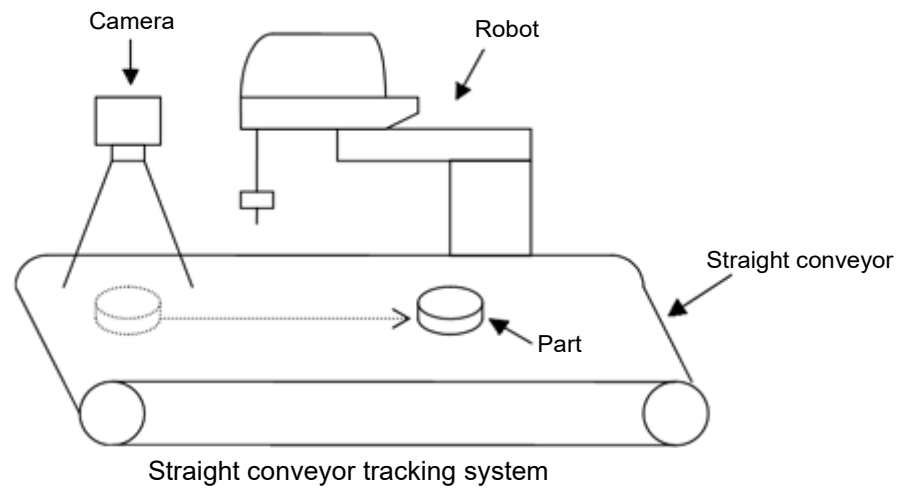 Camera
Robot
Straight conveyor
Part
Straight conveyor tracking system